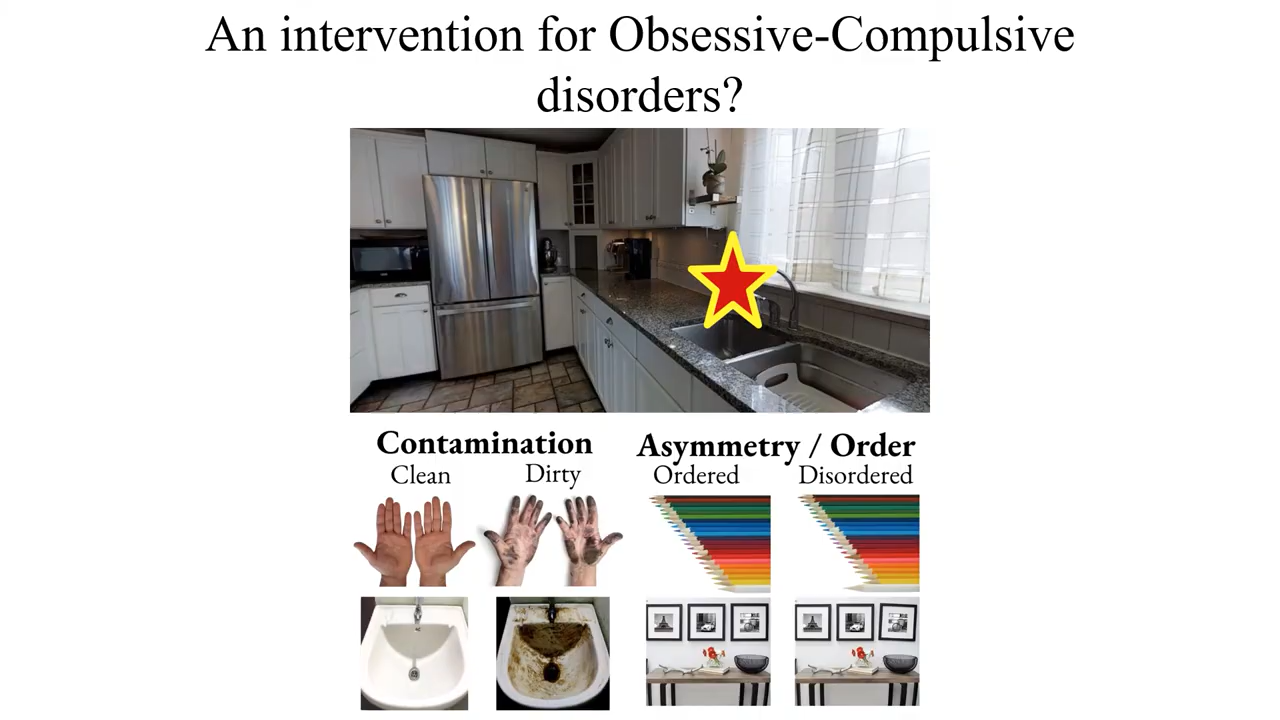 An intervention for Obsessive-Compulsive
disorders?
Contamination
Clean Dirty
Asymmetry / Order
Ordered Disordered